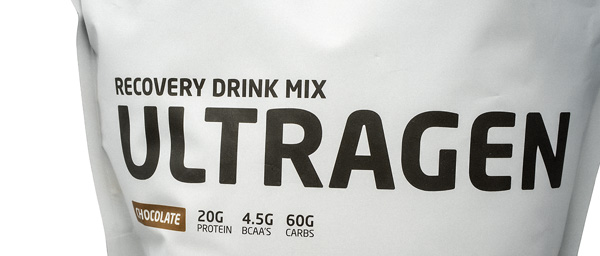 RECOVERY DRINK MIX
ULTRAGEN
CHOCOLATE 20G 4.5G 60G
PROTEIN BCAA'S CARBS